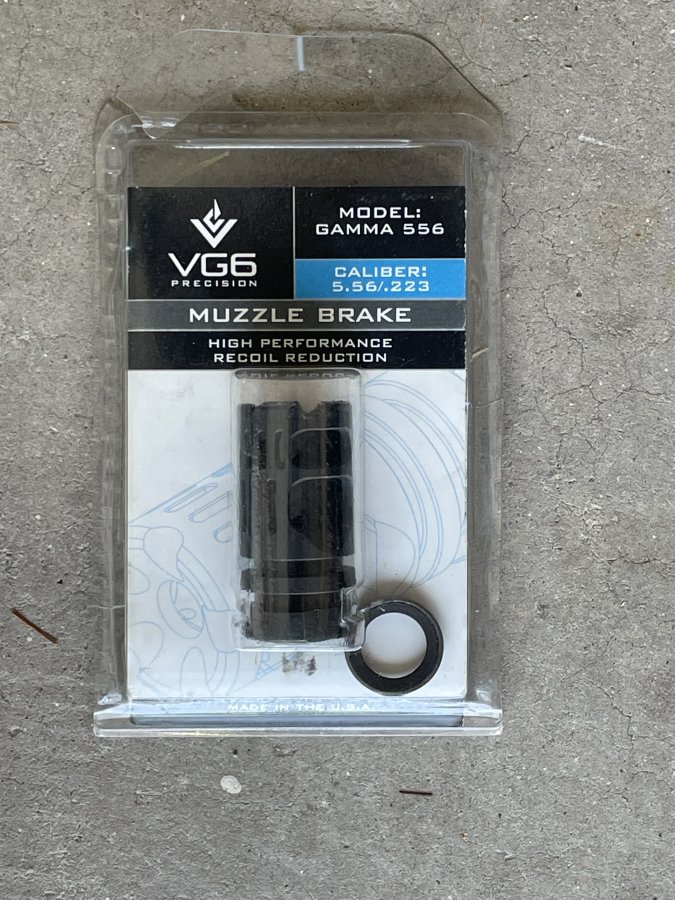 VG6
PRECISION
MODEL:
GAMMA 556
CALIBER:
5.56/.223
MUZZLE BRAKE
HIGH PERFORMANCE
RECOIL REDUCTION
MADE IN THE U.S.A.